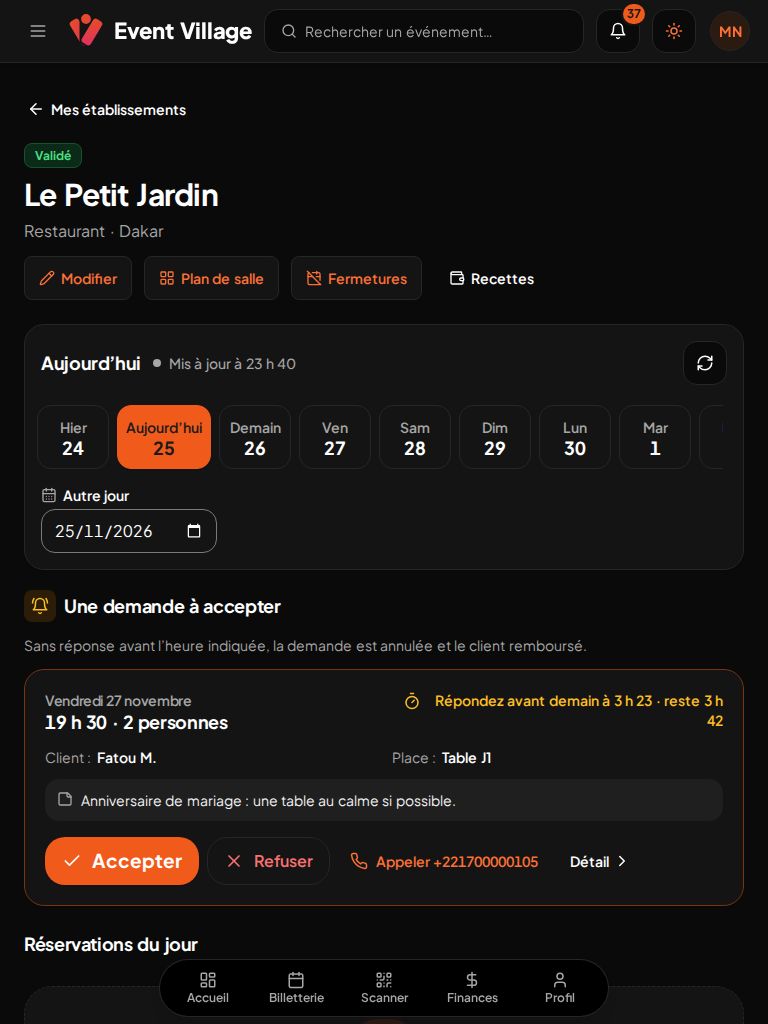 Event Village
Rechercher un événement…
37
MN
Mes établissements
Validé
Le Petit Jardin
Restaurant · Dakar
Modifier
Plan de salle
Fermetures
Recettes
Aujourd’hui
Mis à jour à 23 h 40
Hier
24
Aujourd’hui
25
Demain
26
Ven
27
Sam
28
Dim
29
Lun
30
Mar
1
Autre jour
25/11/2026
Une demande à accepter
Sans réponse avant l’heure indiquée, la demande est annulée et le client remboursé.
Vendredi 27 novembre
19 h 30 · 2 personnes
Répondez avant demain à 3 h 23 · reste 3 h
42
Client : Fatou M.
Place : Table J1
Anniversaire de mariage : une table au calme si possible.
Accepter
Refuser
Appeler +221700000105
Détail
Réservations du jour
Accueil
Billetterie
Scanner
Finances
Profil